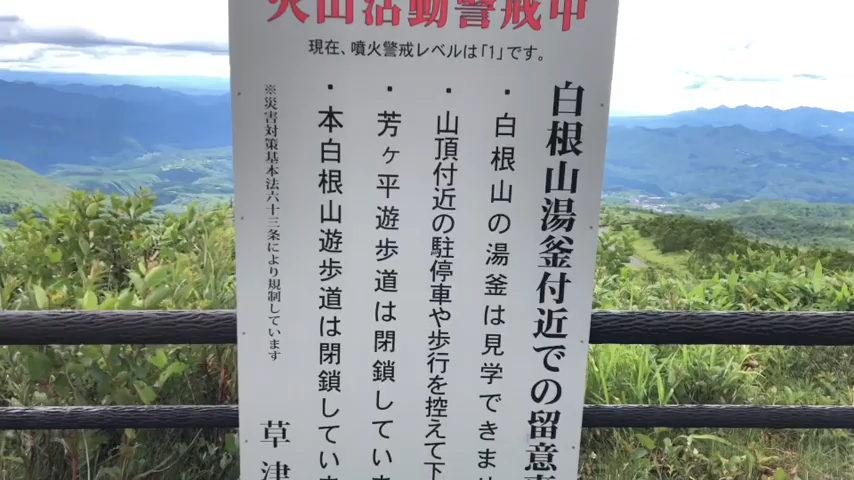 火山活動警戒中
現在、噴火警戒レベルは「1」です。
白根山湯釜付近での留意事
・白根山の湯釜は見学できませ
・山頂付近の駐停車や歩行を控えて下
・芳ヶ平遊歩道は閉鎖していま
・本白根山遊歩道は閉鎖していま
※災害対策基本法六十三条により規制しています
草津